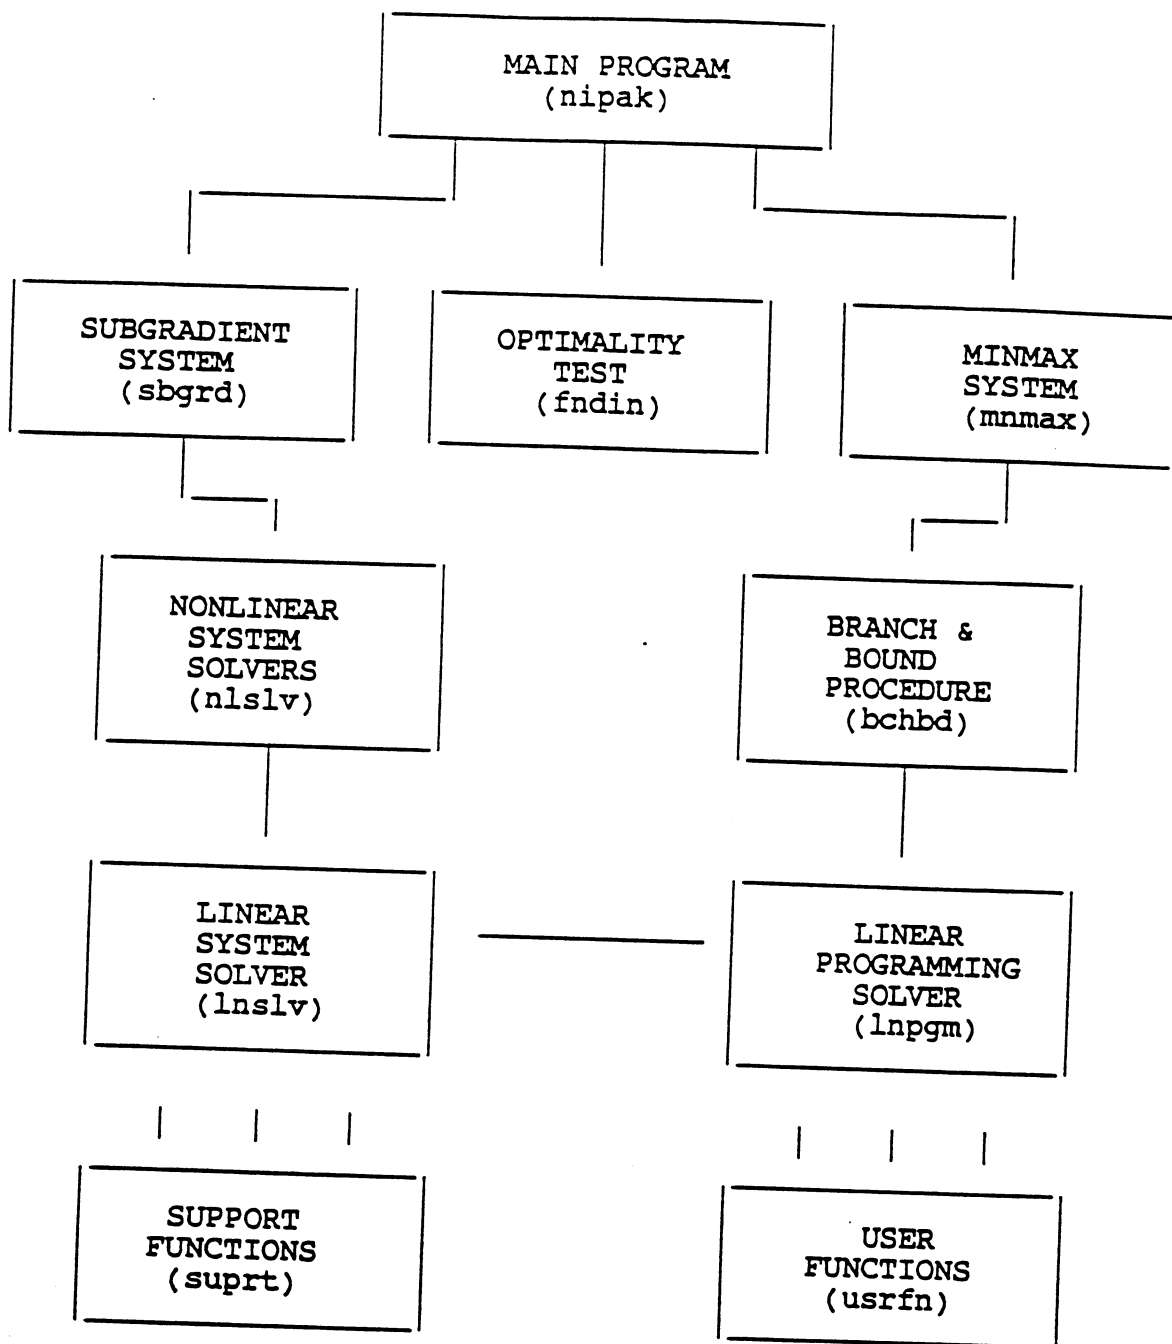 MAIN PROGRAM
(nipak)
SUBGRADIENT
SYSTEM
(sbgrd)
OPTIMALITY
TEST
(fndin)
MINMAX
SYSTEM
(mnmax)
NONLINEAR
SYSTEM
SOLVERS
(nlslv)
BRANCH &
BOUND
PROCEDURE
(bchbd)
LINEAR
SYSTEM
SOLVER
(lnslv)
LINEAR
PROGRAMMING
SOLVER
(lnpgm)
SUPPORT
FUNCTIONS
(suprt)
USER
FUNCTIONS
(usrfn)